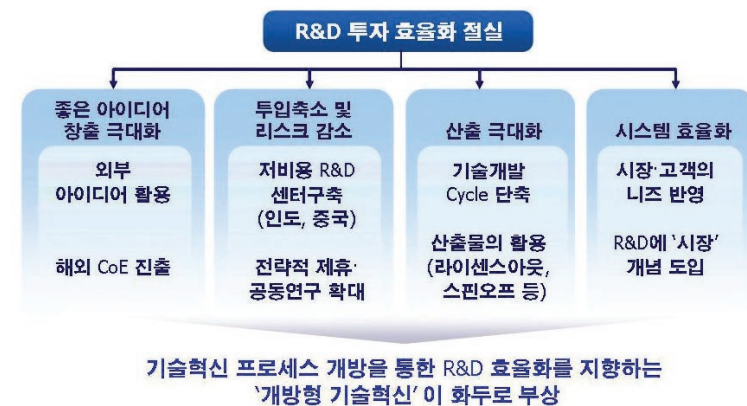 R&D 투자 효율화 절실
좋은 아이디어
창출 극대화
외부
아이디어 활용
해외 CoE 진출
투입축소 및
리스크 감소
저비용 R&D
센터구축
(인도, 중국)
전략적 제휴·
공동연구 확대
산출 극대화
기술개발
Cycle 단축
산출물의 활용
(라이센스아웃,
스핀오프 등)
시스템 효율화
시장·고객의
니즈 반영
R&D에 ‘시장’
개념 도입
기술혁신 프로세스 개방을 통한 R&D 효율화를 지향하는
‘개방형 기술혁신’ 이 화두로 부상